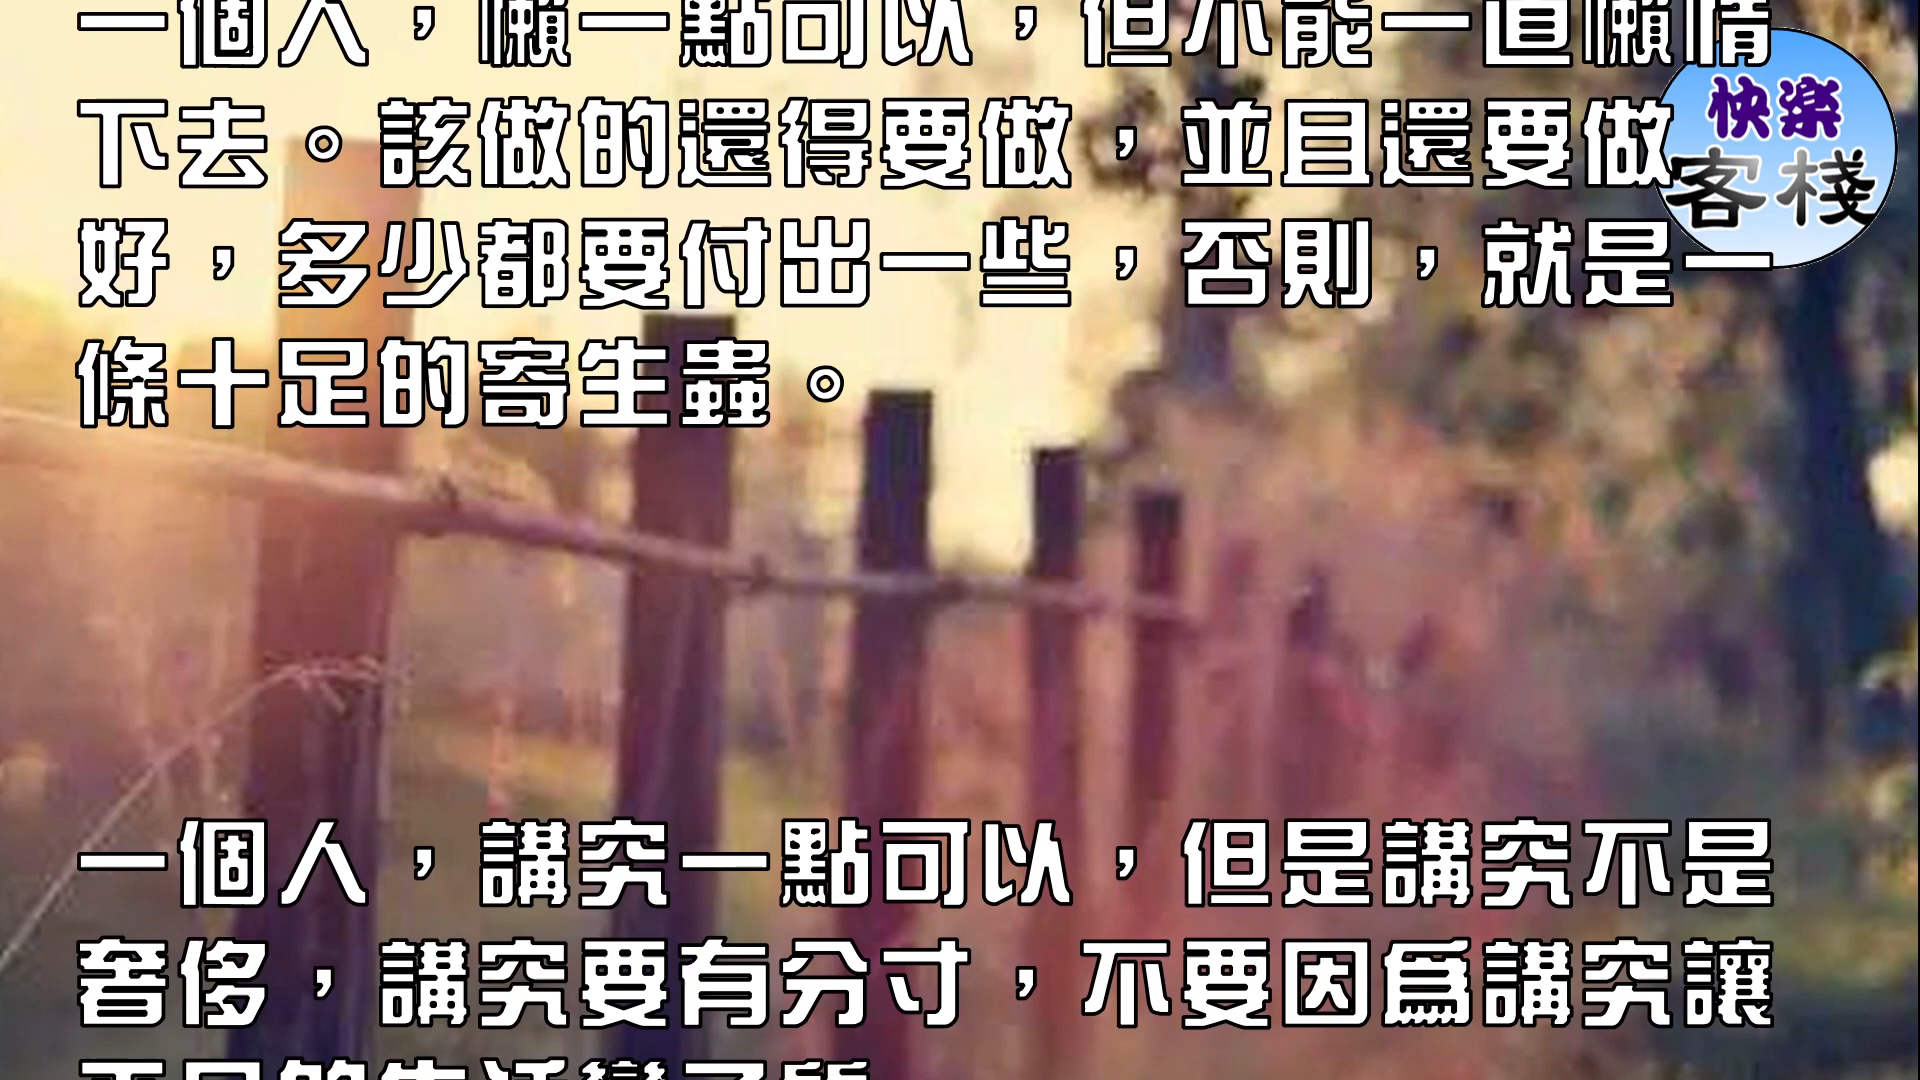 一個人，懶一點可以，但不能一直懶惰
下去。該做的還得要做，並且還要做
好，多少都要付出一些，否則，就是一
條十足的寄生蟲。
快楽
客栈
一個人，講究一點可以，但是講究不是
奢侈，講究要有分寸，不要因為講究讓